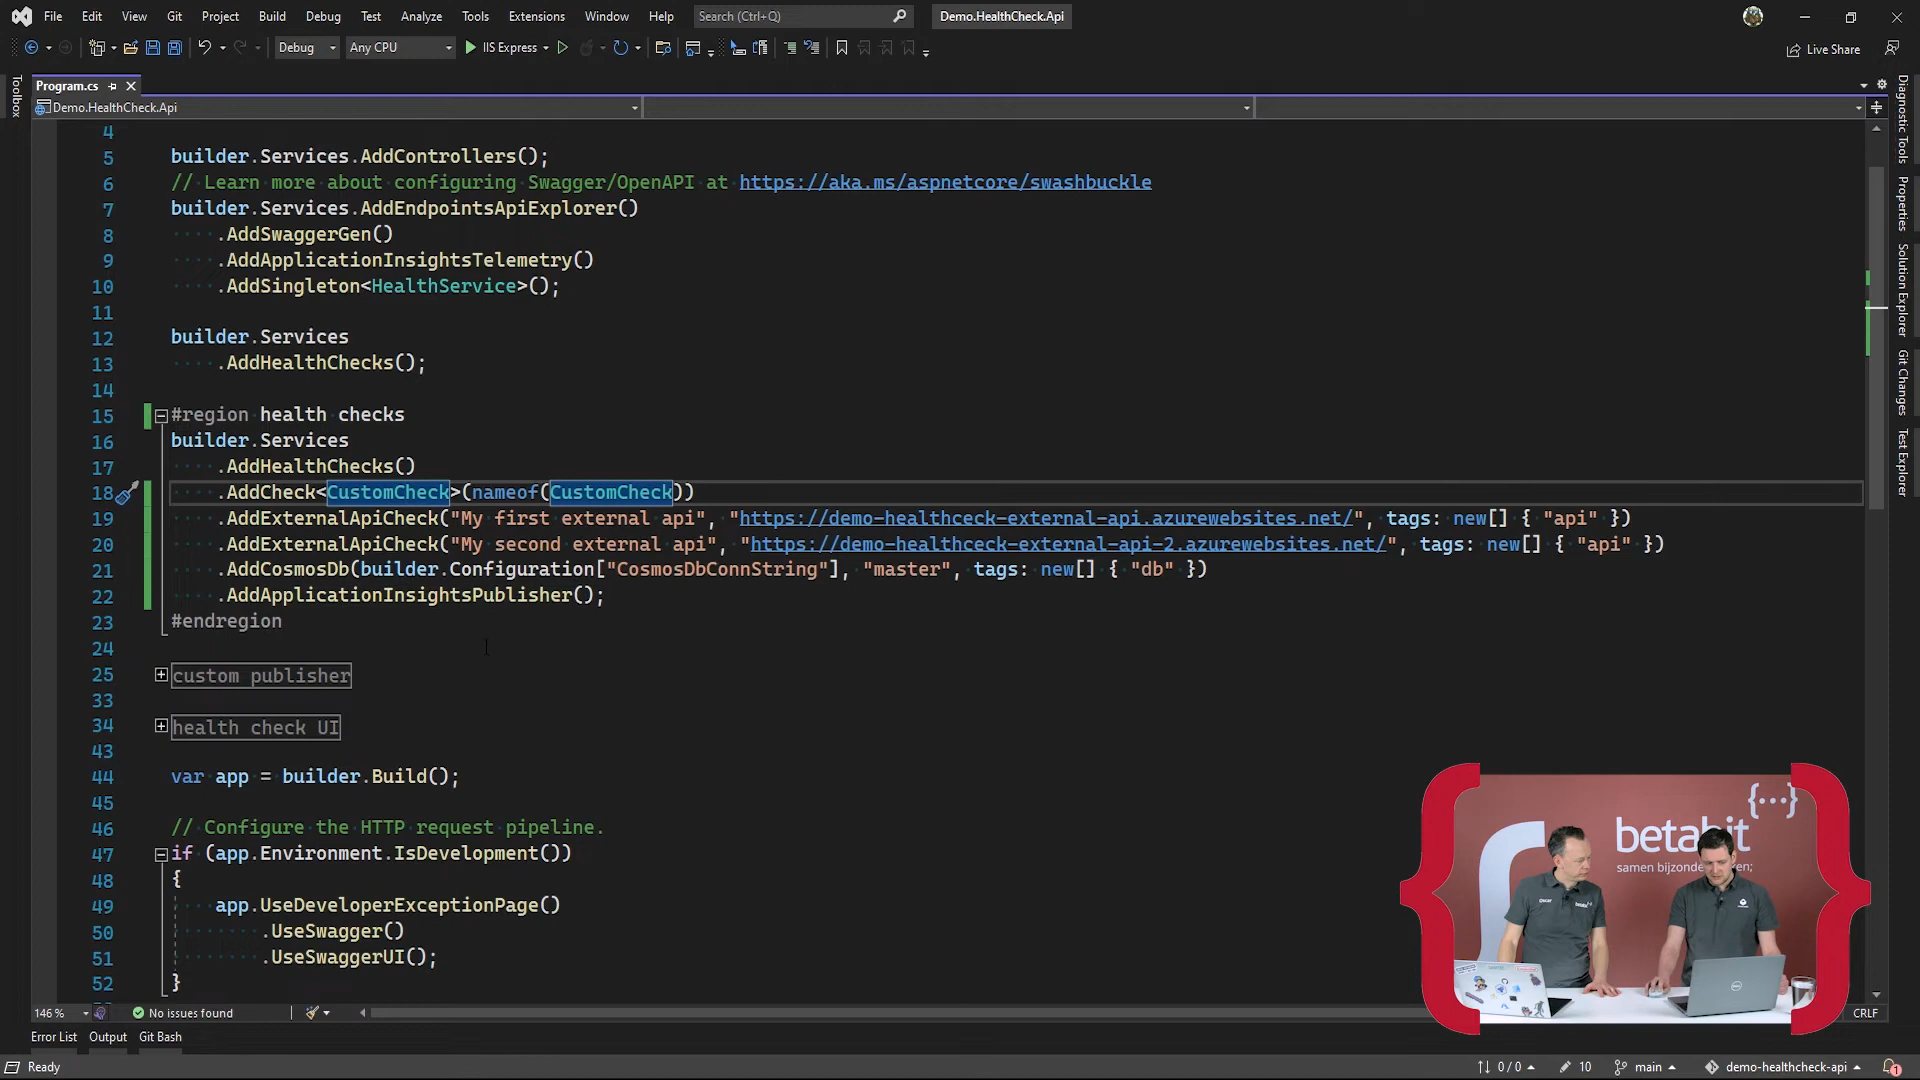 File Edit View Git Project Build Debug Test Analyze Tools Extensions Window Help Search (Ctrl+Q) Demo.HealthCheck.Api
Debug Any CPU IIS Express Live Share
Toolbox
Program.cs
Demo.HealthCheck.Api
4
5 builder.Services.AddControllers();
6 // Learn more about configuring Swagger/OpenAPI at https://aka.ms/aspnetcore/swashbuckle
7 builder.Services.AddEndpointsApiExplorer()
8 .AddSwaggerGen()
9 .AddApplicationInsightsTelemetry()
10 .AddSingleton<HealthService>();
11
12 builder.Services
13 .AddHealthChecks();
14
15 #region health checks
16 builder.Services
17 .AddHealthChecks()
18 .AddCheck<CustomCheck>(nameof(CustomCheck))
19 .AddExternalApiCheck("My first external api", "https://demo-healthceck-external-api.azurewebsites.net/", tags: new[] { "api" })
20 .AddExternalApiCheck("My second external api", "https://demo-healthceck-external-api-2.azurewebsites.net/", tags: new[] { "api" })
21 .AddCosmosDb(builder.Configuration["CosmosDbConnString"], "master", tags: new[] { "db" })
22 .AddApplicationInsightsPublisher();
23 #endregion
24
25 custom publisher
33
34 health check UI
43
44 var app = builder.Build();
45
46 // Configure the HTTP request pipeline.
47 if (app.Environment.IsDevelopment())
48 {
49 app.UseDeveloperExceptionPage()
50 .UseSwagger()
51 .UseSwaggerUI();
52 }
Diagnostic Tools
Properties
Solution Explorer
Git Changes
Test Explorer
{...}
betabit
samen bijzonder
Oscar betabit
DELL
146 % No issues found CRLF
Error List Output Git Bash
Ready 0 / 0 10 main demo-healthcheck-api 1